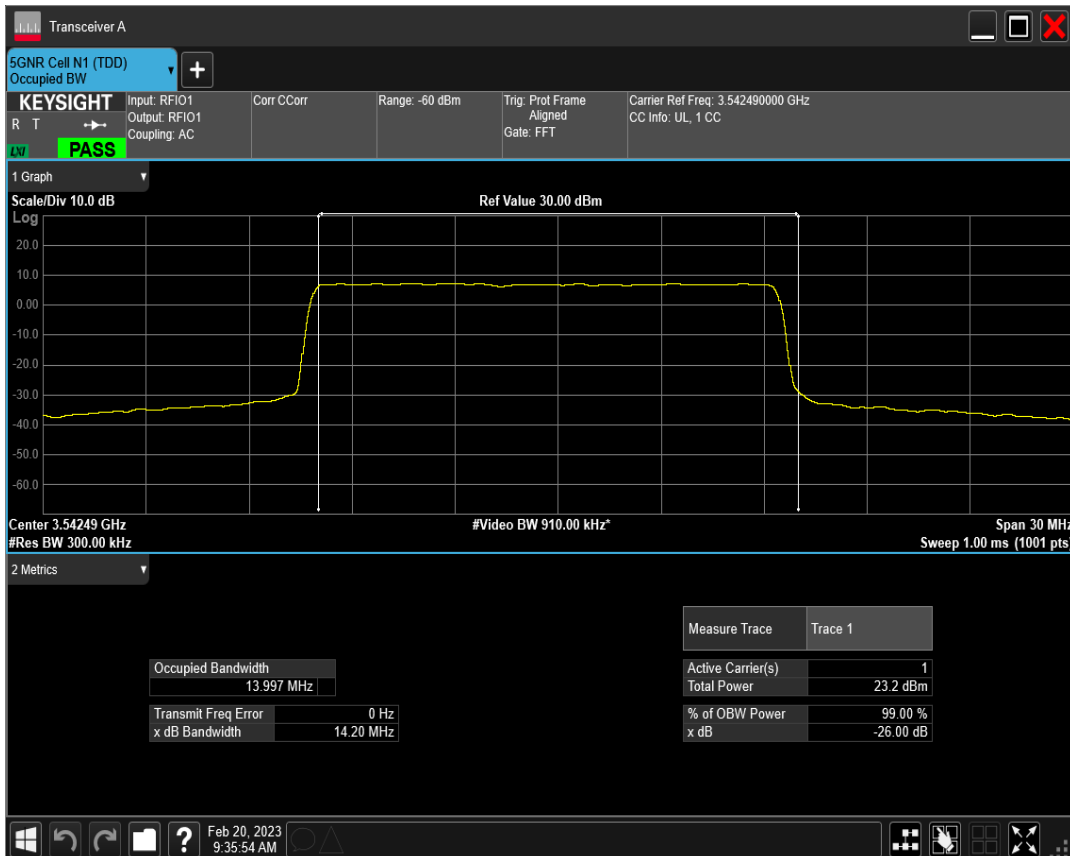 Transceiver A
5GNR Cell N1 (TDD)
Occupied BW
+
KEYSIGHT
R T
LXI
PASS
Input: RFIO1
Output: RFIO1
Coupling: AC
Corr CCorr
Range: -60 dBm
Trig: Prot Frame
Aligned
Gate: FFT
Carrier Ref Freq: 3.542490000 GHz
CC Info: UL, 1 CC
1 Graph
Scale/Div 10.0 dB
Ref Value 30.00 dBm
Log
20.0
10.0
0.00
-10.0
-20.0
-30.0
-40.0
-50.0
-60.0
Center 3.54249 GHz
#Video BW 910.00 kHz*
Span 30 MHz
#Res BW 300.00 kHz
Sweep 1.00 ms (1001 pts)
2 Metrics
Measure Trace
Trace 1
Occupied Bandwidth
13.997 MHz
Active Carrier(s) 1
Total Power 23.2 dBm
Transmit Freq Error 0 Hz
x dB Bandwidth 14.20 MHz
% of OBW Power 99.00 %
x dB -26.00 dB
?
Feb 20, 2023
9:35:54 AM